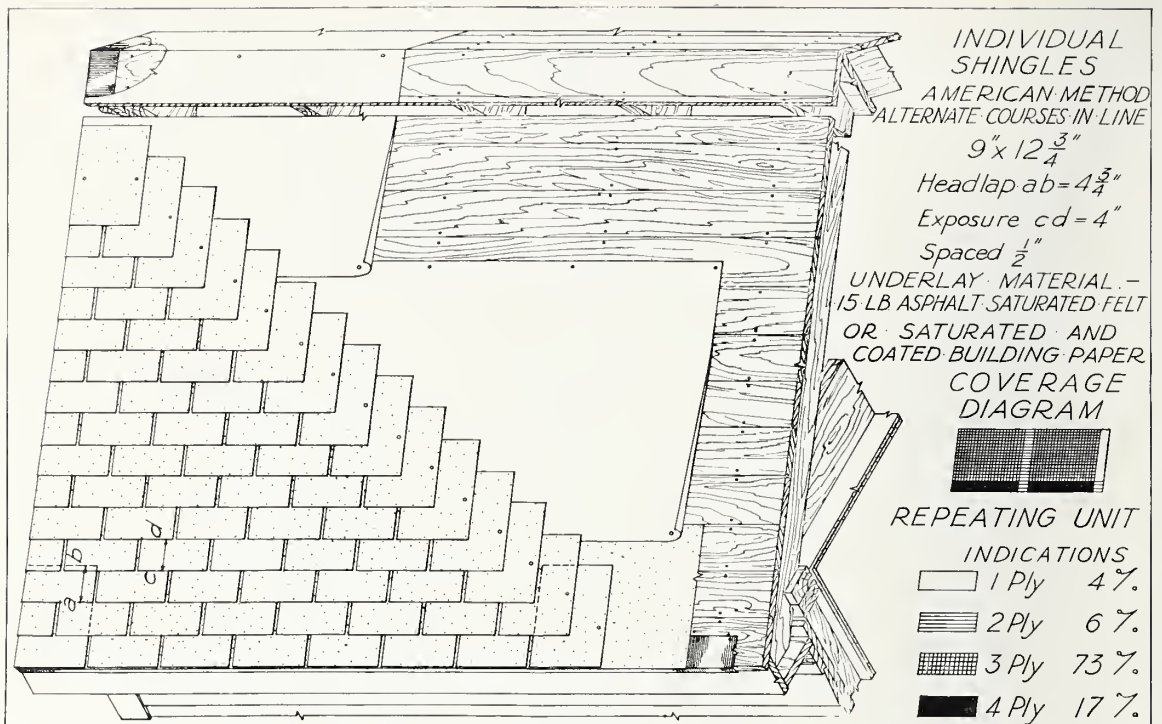 INDIVIDUAL
SHINGLES
AMERICAN METHOD
ALTERNATE COURSES IN LINE
9" x 12 3/4"
Headlap ab = 4 3/4"
Exposure cd = 4"
Spaced 1/2"
UNDERLAY MATERIAL.-
15 LB ASPHALT SATURATED FELT
OR SATURATED AND
COATED BUILDING PAPER
COVERAGE
DIAGRAM
REPEATING UNIT
INDICATIONS
1 Ply 4 %.
2 Ply 6 %.
3 Ply 73 %.
4 Ply 17 %.
b d
a c